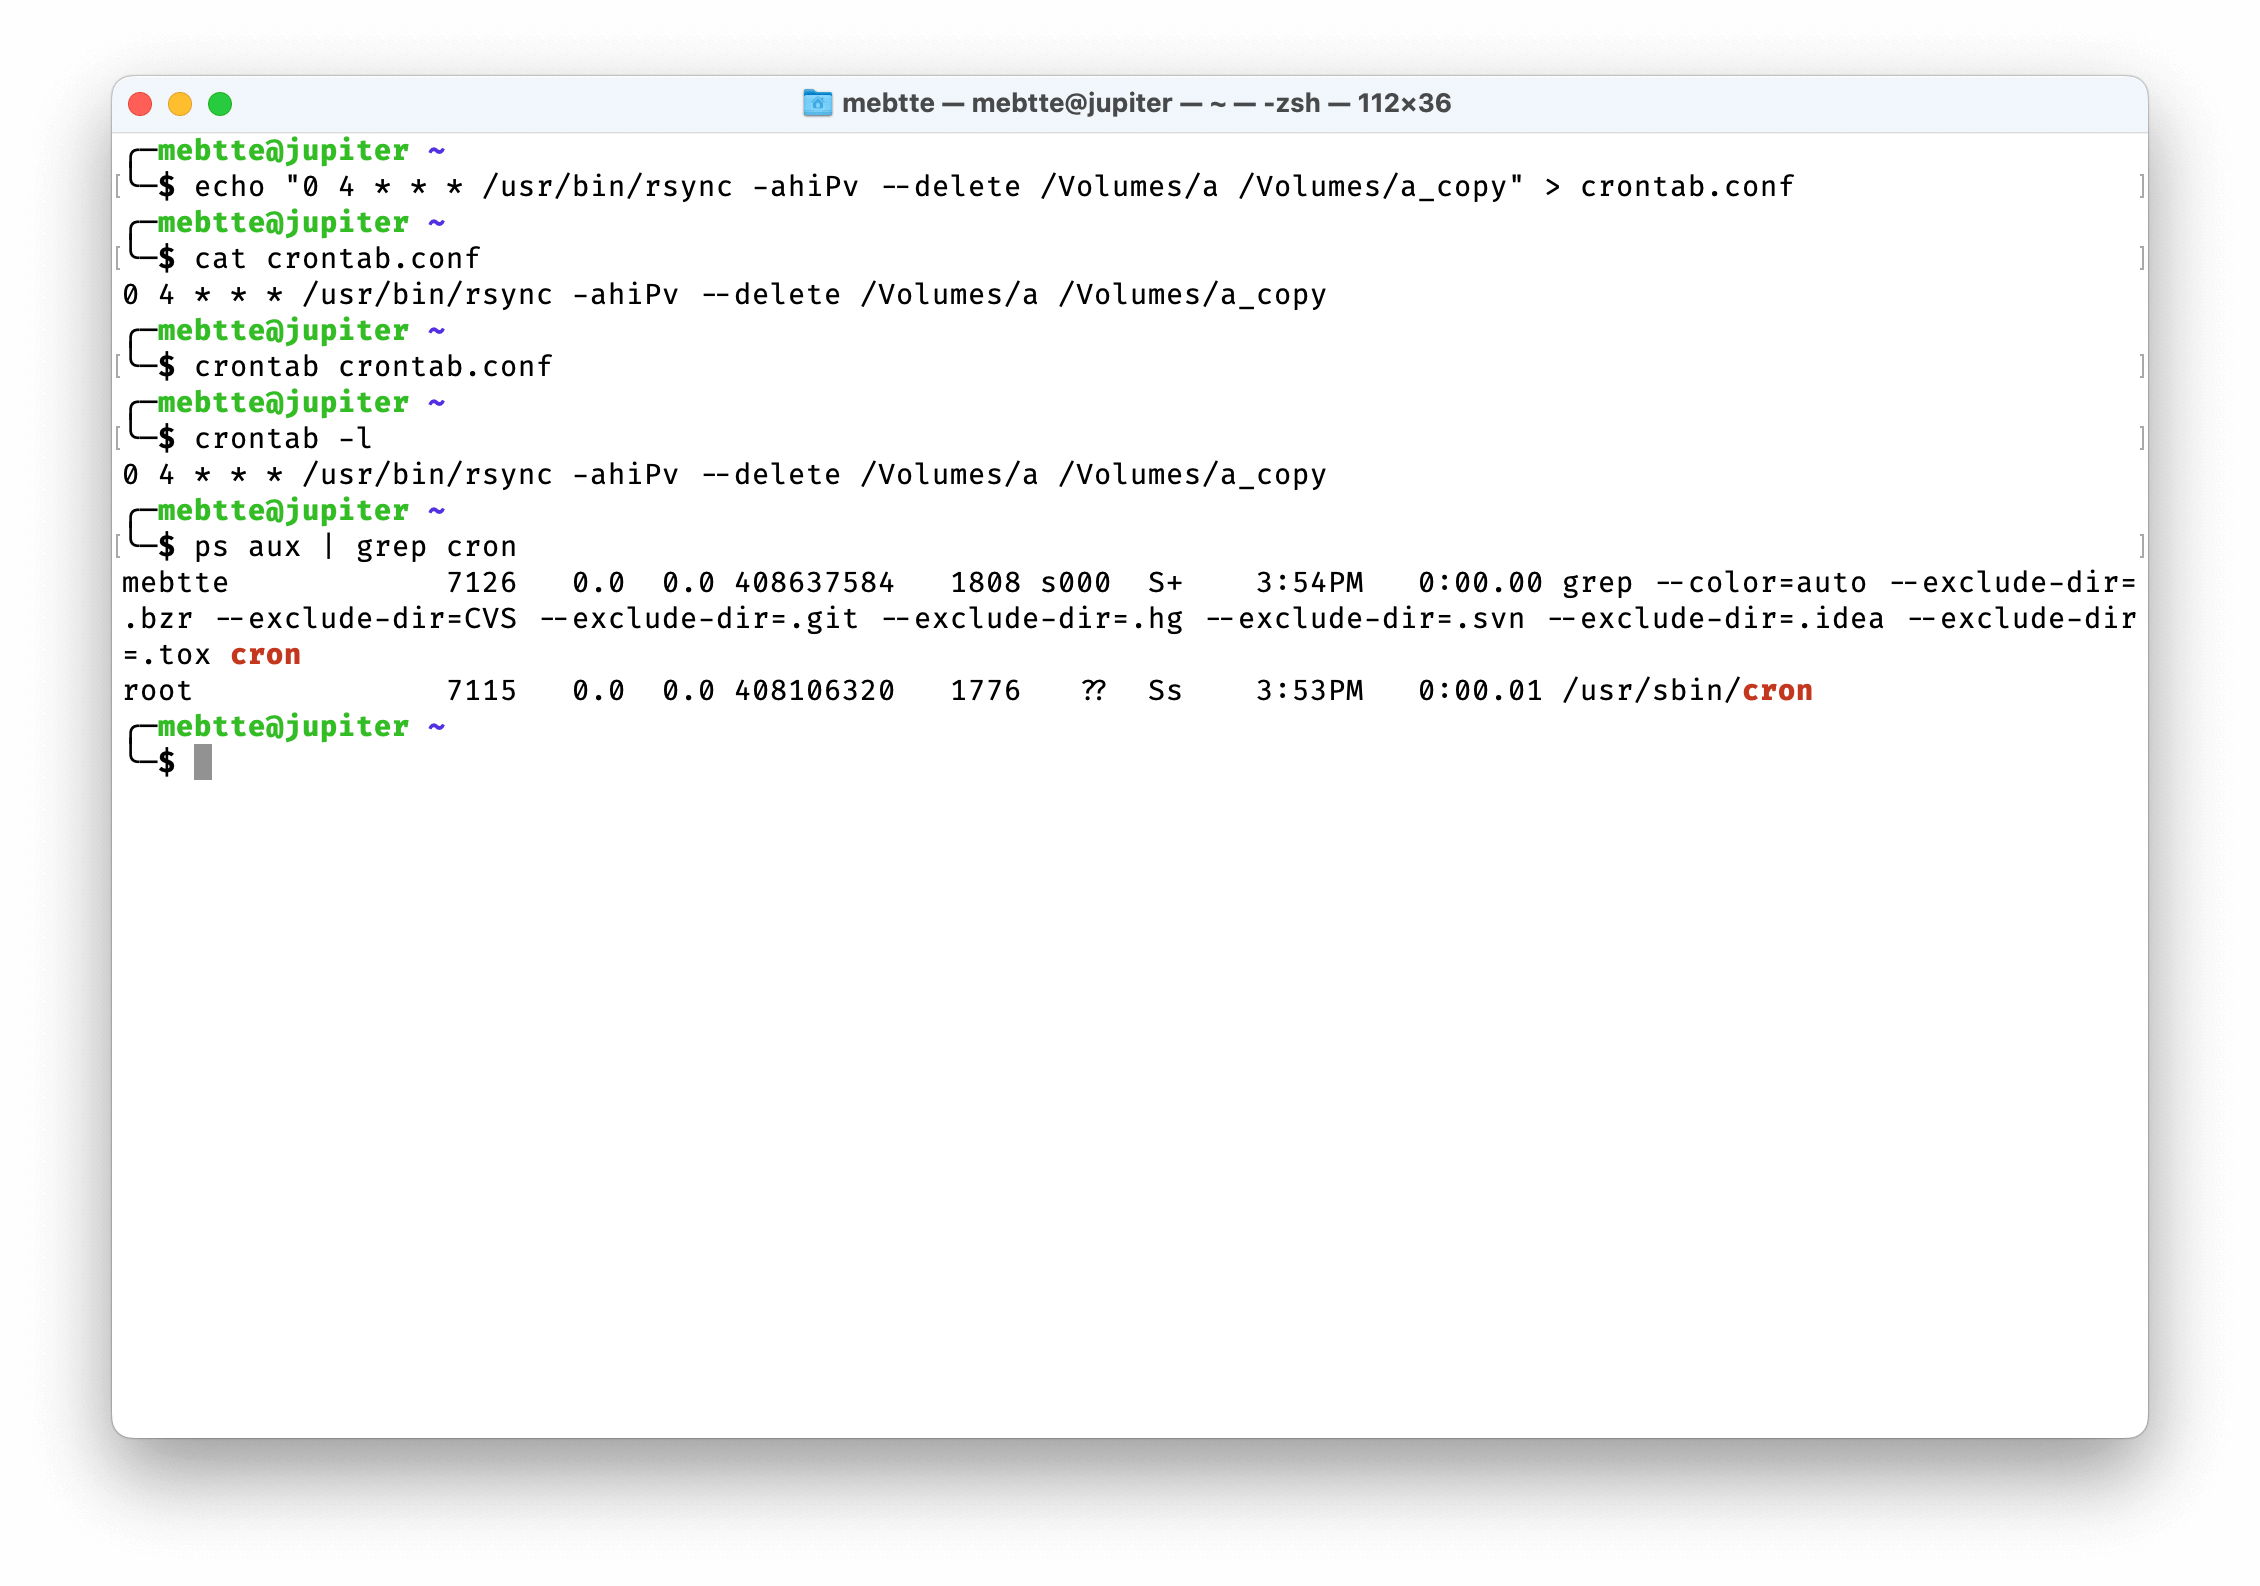 mebtte — mebtte@jupiter — ~ — -zsh — 112×36
╭─mebtte@jupiter ~
╰─$ echo "0 4 * * * /usr/bin/rsync -ahiPv --delete /Volumes/a /Volumes/a_copy" > crontab.conf
╭─mebtte@jupiter ~
╰─$ cat crontab.conf
0 4 * * * /usr/bin/rsync -ahiPv --delete /Volumes/a /Volumes/a_copy
╭─mebtte@jupiter ~
╰─$ crontab crontab.conf
╭─mebtte@jupiter ~
╰─$ crontab -l
0 4 * * * /usr/bin/rsync -ahiPv --delete /Volumes/a /Volumes/a_copy
╭─mebtte@jupiter ~
╰─$ ps aux | grep cron
mebtte            7126   0.0  0.0 408637584   1808 s000  S+    3:54PM   0:00.00 grep --color=auto --exclude-dir=
.bzr --exclude-dir=CVS --exclude-dir=.git --exclude-dir=.hg --exclude-dir=.svn --exclude-dir=.idea --exclude-dir
=.tox cron
root              7115   0.0  0.0 408106320   1776   ??  Ss    3:53PM   0:00.01 /usr/sbin/cron
╭─mebtte@jupiter ~
╰─$